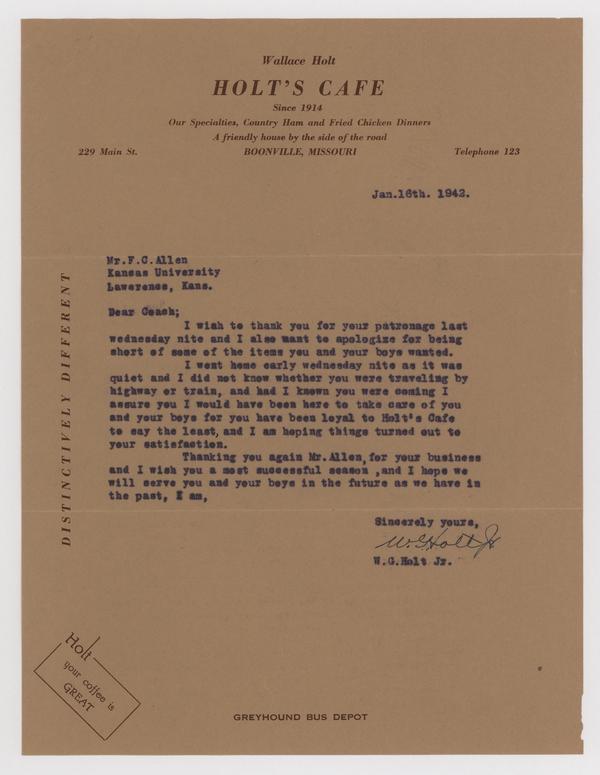 Wallace Holt
HOLT'S CAFE
Since 1914
Our Specialties, Country Ham and Fried Chicken Dinners
A friendly house by the side of the road
229 Main St. BOONVILLE, MISSOURI Telephone 123
Jan.16th. 1942.
Mr.F.C.Allen
Kansas University
Lawerence, Kans.
Dear Coach;
I wish to thank you for your patronage last
wednesday nite and I also want to apologize for being
short of some of the items you and your boys wanted.
I went home early wednesday nite as it was
quiet and I did not know whether you were traveling by
highway or train, and had I known you were coming I
assure you I would have been here to take care of you
and your boys for you have been loyal to Holt's Cafe
to say the least, and I am hoping things turned out to
your satisfaction.
Thanking you again Mr.Allen,for your business
and I wish you a most successful season ,and I hope we
will serve you and your boys in the future as we have in
the past, I am,
Sincerely yours,
W.G.Holt Jr
W.G.Holt Jr.
DISTINCTIVELY DIFFERENT
Holt
your coffee is
GREAT
GREYHOUND BUS DEPOT